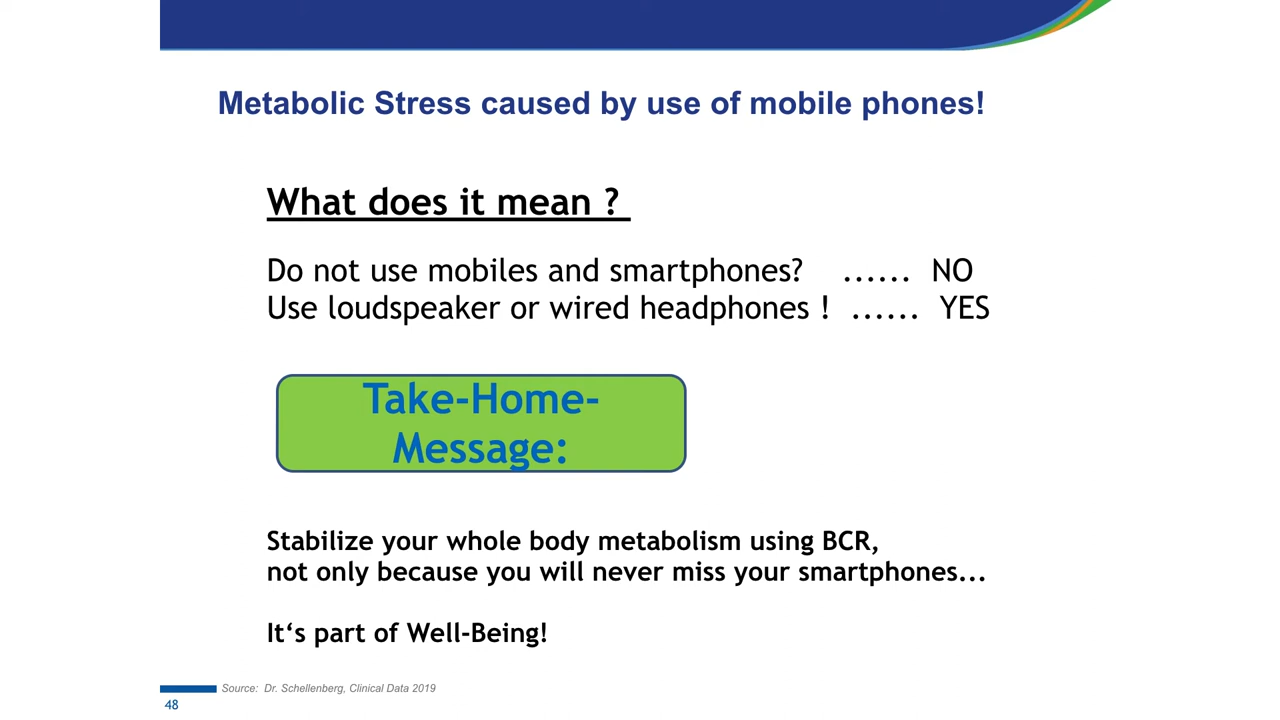 Metabolic Stress caused by use of mobile phones!
What does it mean ?
Do not use mobiles and smartphones? ...... NO
Use loudspeaker or wired headphones ! ...... YES
Take-Home-
Message:
Stabilize your whole body metabolism using BCR,
not only because you will never miss your smartphones...
It‘s part of Well-Being!
Source: Dr. Schellenberg, Clinical Data 2019
48